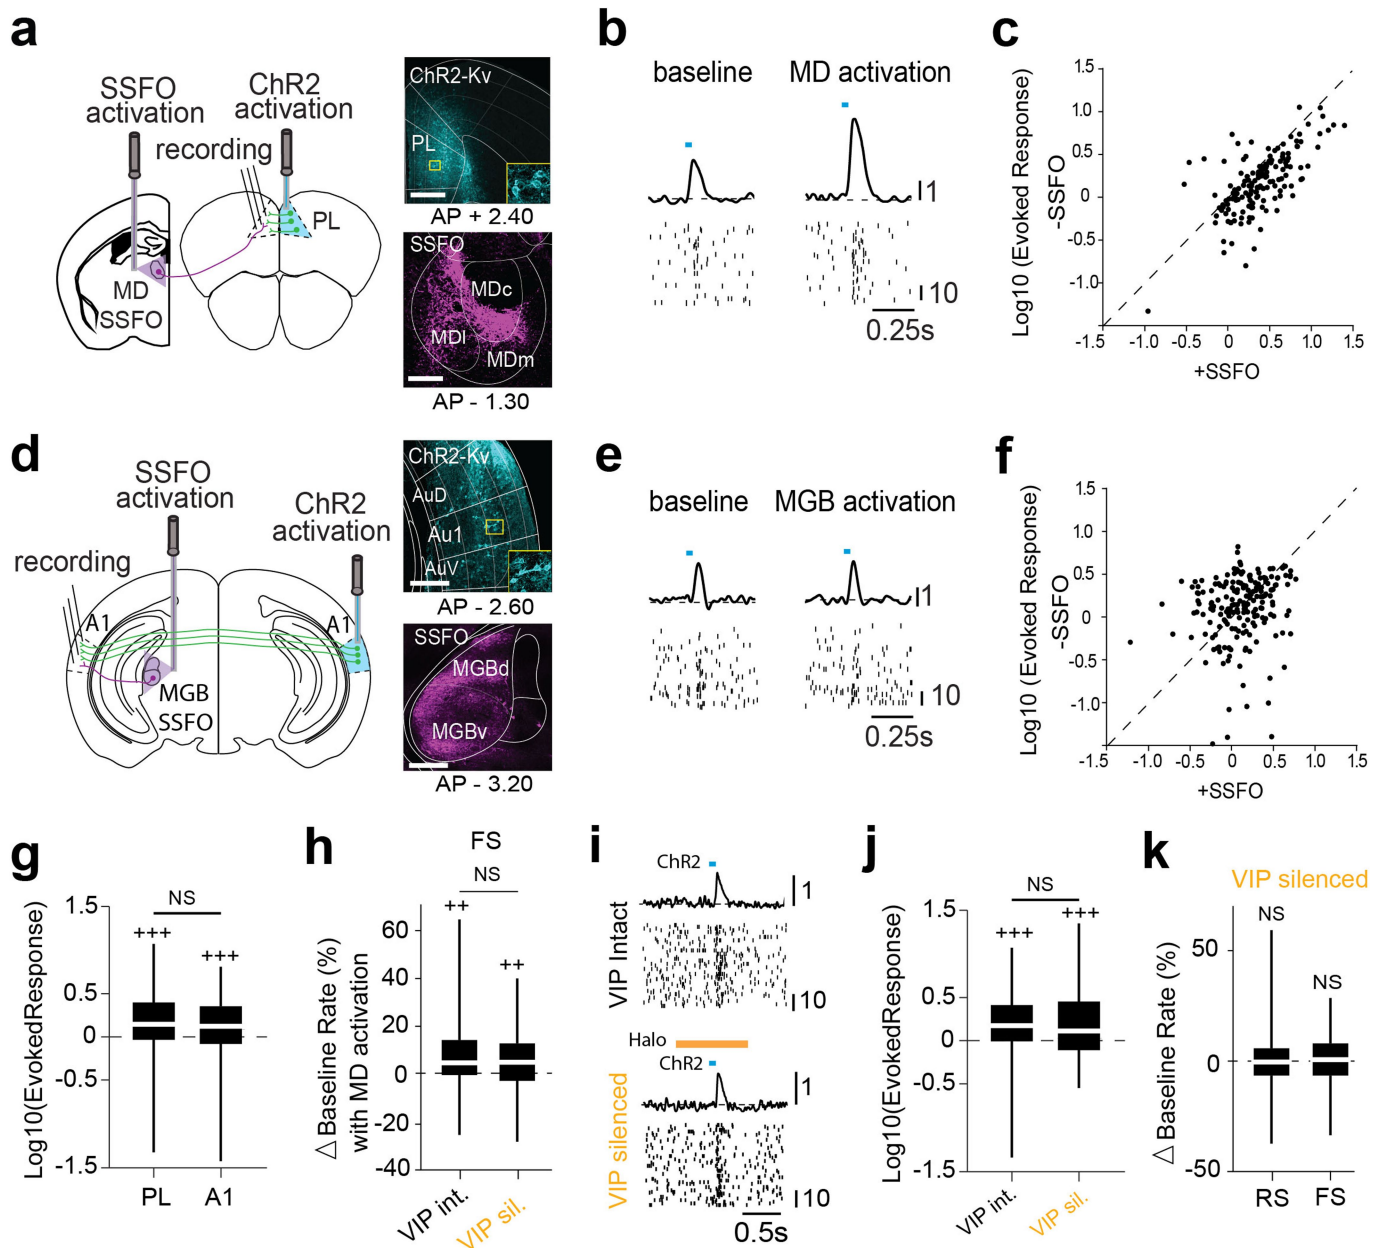 a
SSFO
activation
ChR2
activation
recording
PL
MD
SSFO
ChR2-Kv
PL
AP + 2.40
SSFO
MDc
MDl
MDm
AP - 1.30
b
baseline
MD activation
1
10
0.25s
c
Log10 (Evoked Response)
-SSFO
1.5
1.0
0.5
0
-0.5
-1.0
-1.5
-1.0
-0.5
0
0.5
1.0
1.5
+SSFO
d
SSFO
activation
ChR2
activation
recording
A1
A1
MGB
SSFO
ChR2-Kv
AuD
Au1
AuV
AP - 2.60
SSFO
MGBd
MGBv
AP - 3.20
e
baseline
MGB activation
1
10
0.25s
f
Log10 (Evoked Response)
-SSFO
1.5
1.0
0.5
0
-0.5
-1.0
-1.5
-1.0
-0.5
0
0.5
1.0
1.5
+SSFO
g
Log10(EvokedResponse)
NS
1.5
+++
+++
0.5
0
-0.5
-1.5
PL
A1
h
FS
NS
△ Baseline Rate (%)
with MD activation
++
++
60
40
20
0
-20
-40
VIP int.
VIP sil.
i
VIP Intact
ChR2
1
10
VIP silenced
Halo
ChR2
1
10
0.5s
j
Log10(EvokedResponse)
NS
1.5
+++
+++
0.5
0
-0.5
-1.5
VIP int.
VIP sil.
k
VIP silenced
△ Baseline Rate (%)
NS
NS
50
0
-50
RS
FS